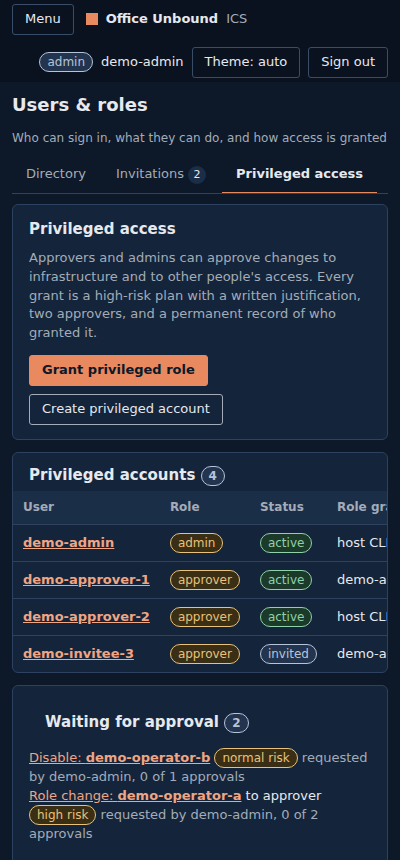 Menu Office Unbound ICS
admin demo-admin Theme: auto Sign out
Users & roles
Who can sign in, what they can do, and how access is granted
Directory Invitations 2 Privileged access
Privileged access
Approvers and admins can approve changes to
infrastructure and to other people's access. Every
grant is a high-risk plan with a written justification,
two approvers, and a permanent record of who
granted it.
Grant privileged role
Create privileged account
Privileged accounts 4
User Role Status Role gra
demo-admin admin active host CLI
demo-approver-1 approver active demo-a
demo-approver-2 approver active host CLI
demo-invitee-3 approver invited demo-a
Waiting for approval 2
Disable: demo-operator-b normal risk requested
by demo-admin, 0 of 1 approvals
Role change: demo-operator-a to approver
high risk requested by demo-admin, 0 of 2
approvals